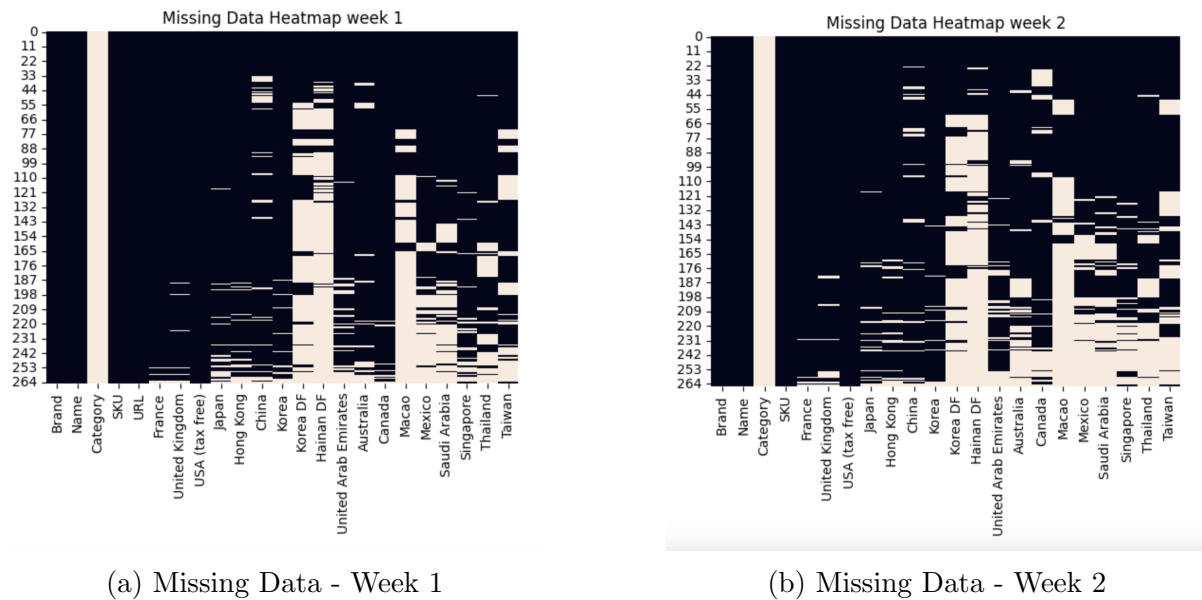 Missing Data Heatmap week 1
0
11
22
33
44
55
66
77
88
99
110
121
132
143
154
165
176
187
198
209
220
231
242
253
264
Brand
Name
Category
SKU
URL
France
United Kingdom
USA (tax free)
Japan
Hong Kong
China
Korea
Korea DF
Hainan DF
United Arab Emirates
Australia
Canada
Macao
Mexico
Saudi Arabia
Singapore
Thailand
Taiwan
(a) Missing Data - Week 1
Missing Data Heatmap week 2
0
11
22
33
44
55
66
77
88
99
110
121
132
143
154
165
176
187
198
209
220
231
242
253
264
Brand
Name
Category
SKU
France
United Kingdom
USA (tax free)
Japan
Hong Kong
China
Korea
Korea DF
Hainan DF
United Arab Emirates
Australia
Canada
Macao
Mexico
Saudi Arabia
Singapore
Thailand
Taiwan
(b) Missing Data - Week 2